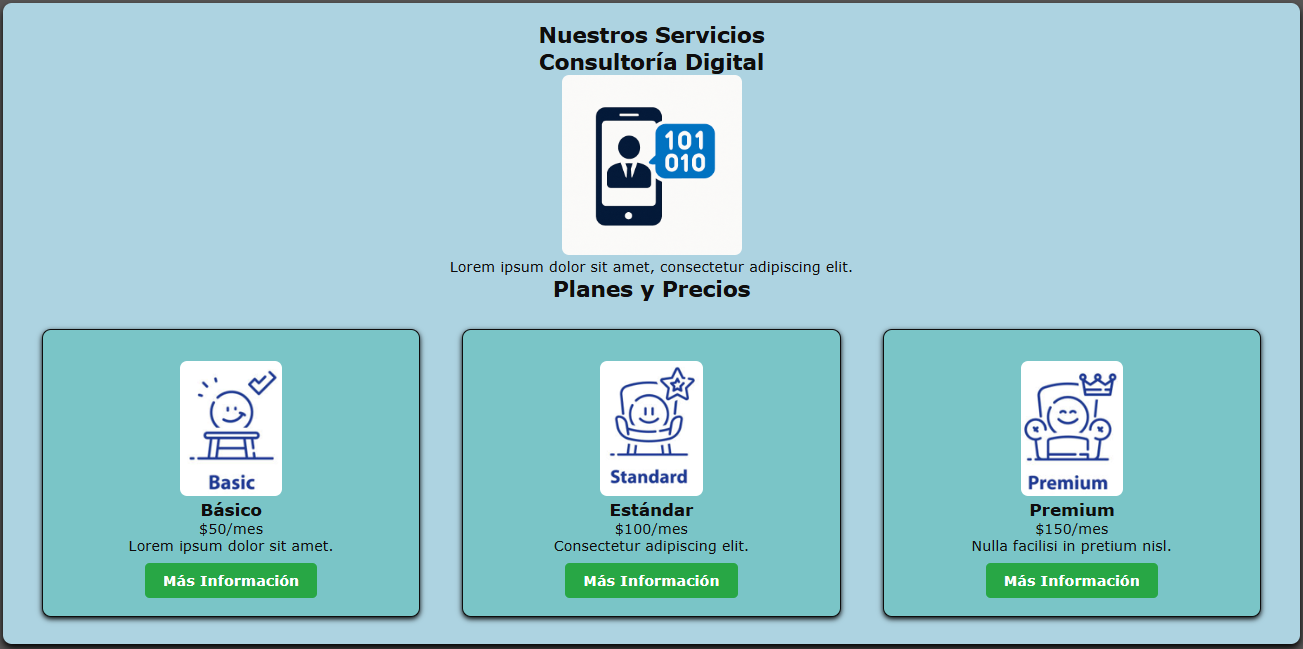 Nuestros Servicios
Consultoría Digital
101
010
Lorem ipsum dolor sit amet, consectetur adipiscing elit.
Planes y Precios
Basic
Básico
$50/mes
Lorem ipsum dolor sit amet.
Más Información
Standard
Estándar
$100/mes
Consectetur adipiscing elit.
Más Información
Premium
Premium
$150/mes
Nulla facilisi in pretium nisl.
Más Información